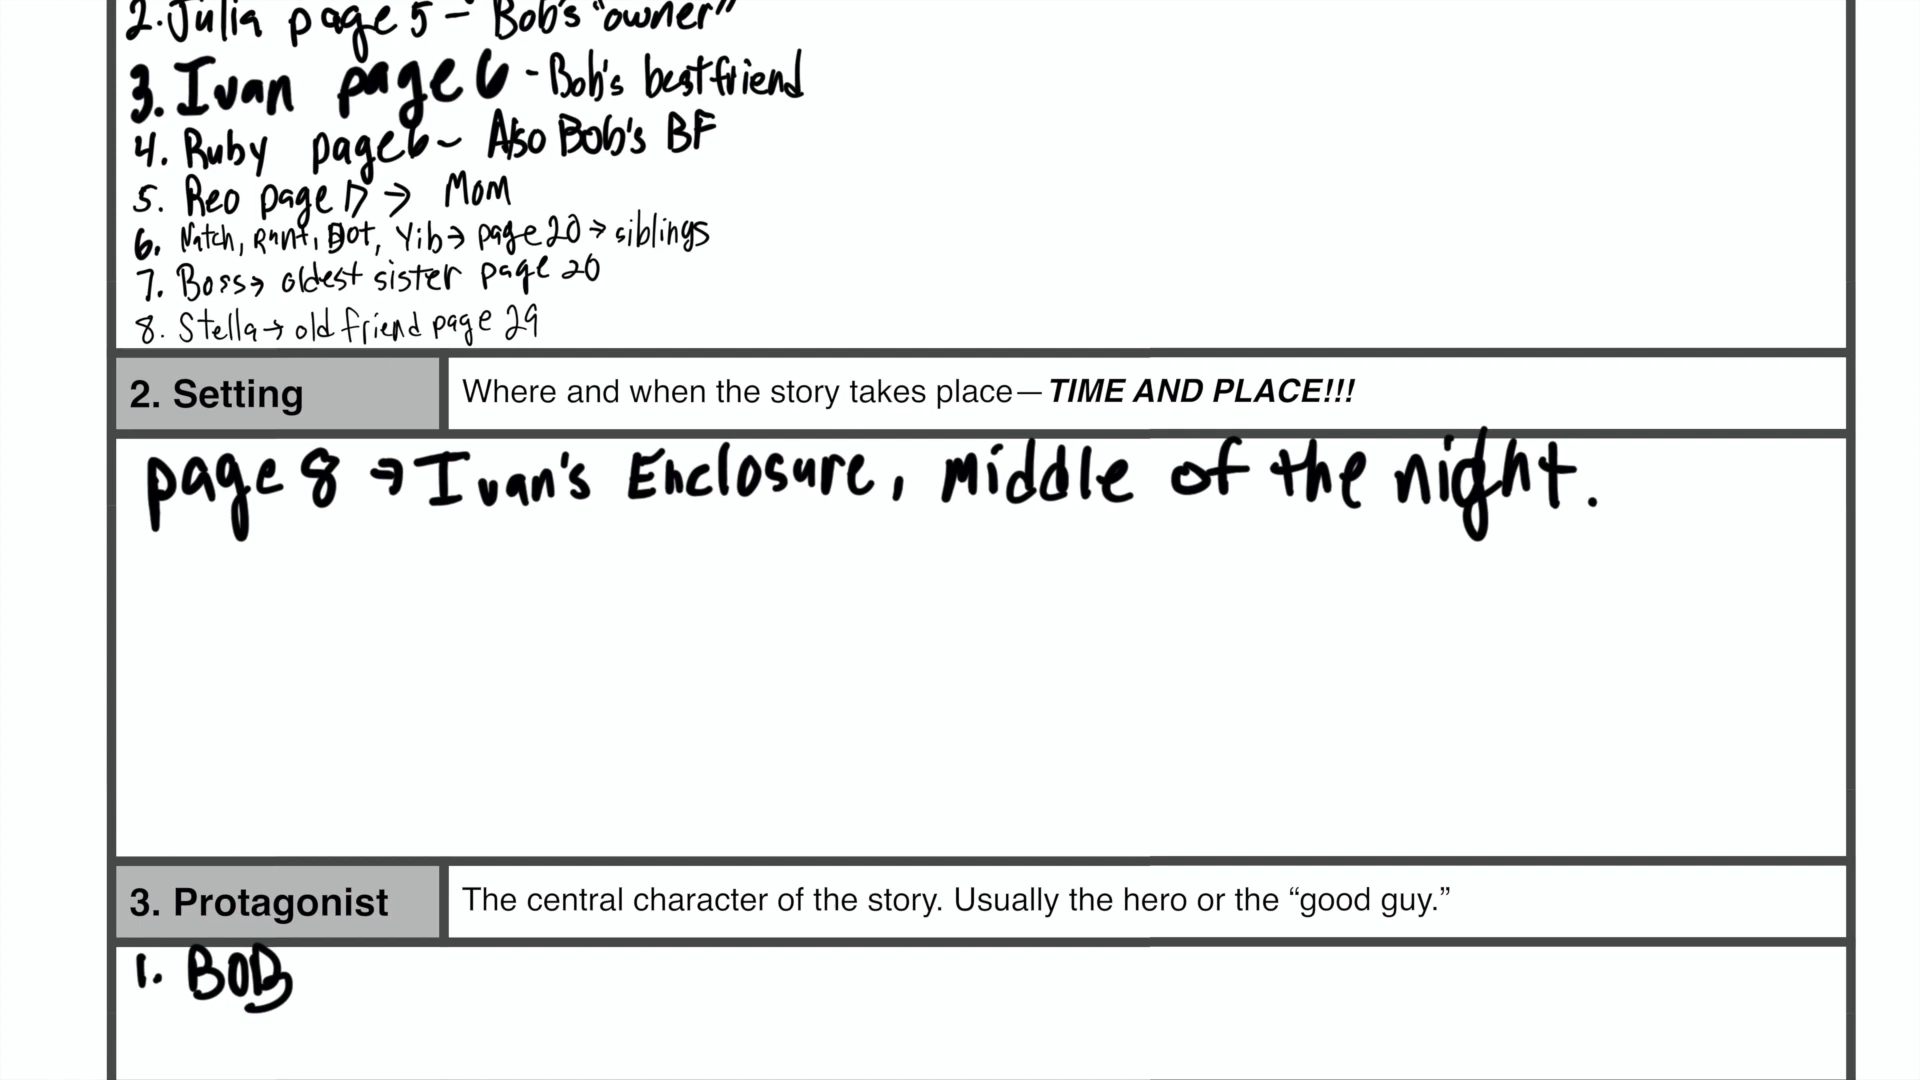 2. Julia page 5 – Bob's "owner"
3. Ivan page 6 - Bob's best friend
4. Ruby page 6 ~ Also Bob's BF
5. Reo page 17 → Mom
6. Natch, Runt, Dot, Yib → page 20 → siblings
7. Boss → oldest sister page 20
8. Stella → old friend page 29
2. Setting
Where and when the story takes place—TIME AND PLACE!!!
page 8 → Ivan's Enclosure, Middle of the night.
3. Protagonist
The central character of the story. Usually the hero or the “good guy.”
1. BOB